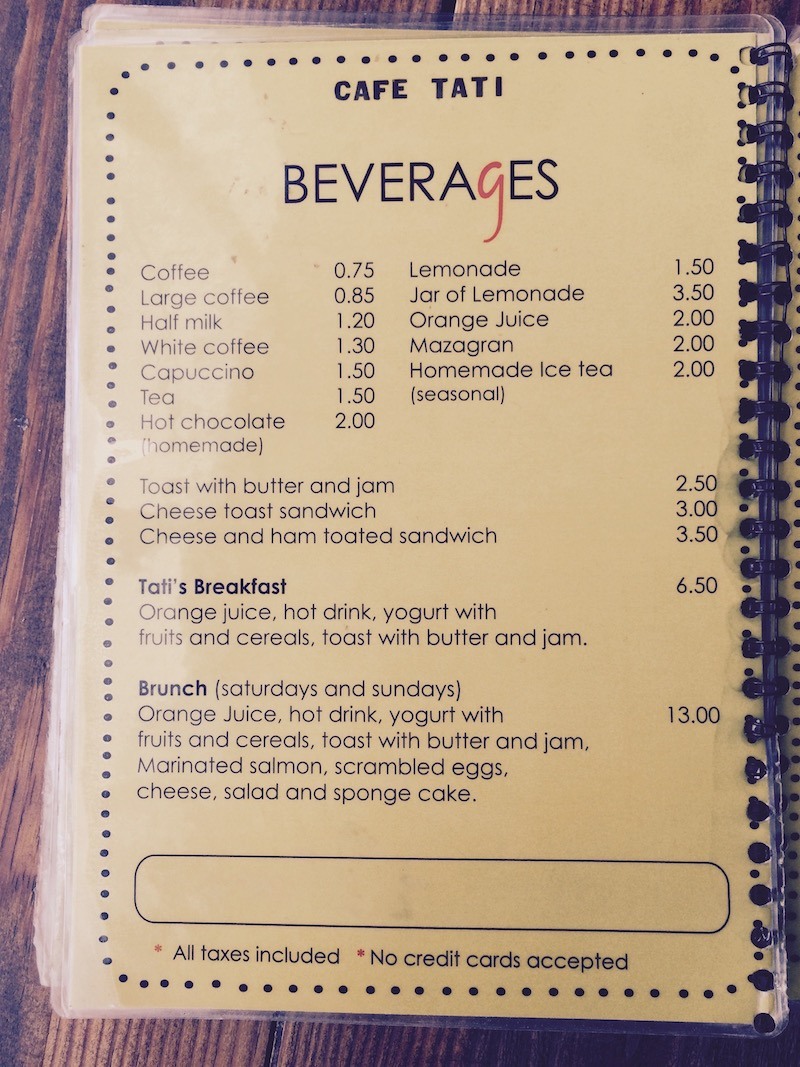 CAFE TATI
BEVERAGES
Coffee 0.75
Large coffee 0.85
Half milk 1.20
White coffee 1.30
Capuccino 1.50
Tea 1.50
Hot chocolate 2.00
(homemade)
Lemonade 1.50
Jar of Lemonade 3.50
Orange Juice 2.00
Mazagran 2.00
Homemade Ice tea 2.00
(seasonal)
Toast with butter and jam 2.50
Cheese toast sandwich 3.00
Cheese and ham toated sandwich 3.50
Tati's Breakfast 6.50
Orange juice, hot drink, yogurt with
fruits and cereals, toast with butter and jam.
Brunch (saturdays and sundays)
Orange Juice, hot drink, yogurt with 13.00
fruits and cereals, toast with butter and jam,
Marinated salmon, scrambled eggs,
cheese, salad and sponge cake.
* All taxes included * No credit cards accepted